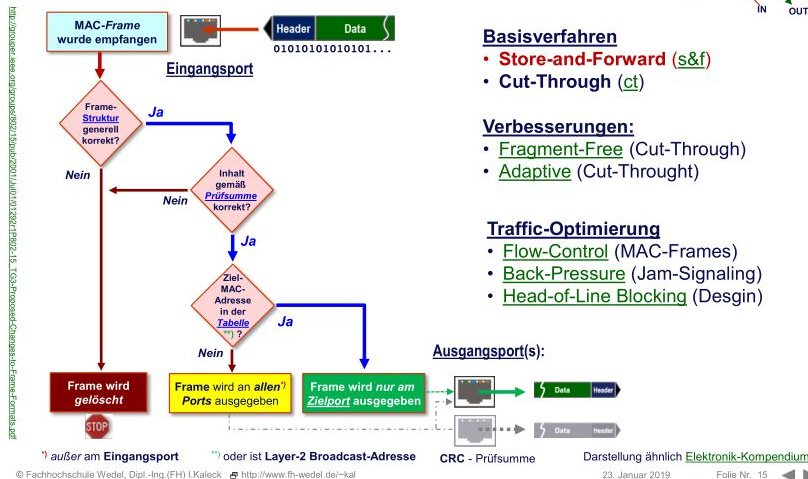 IN OUT
MAC-Frame
wurde empfangen
Header Data
01010101010101...
Eingangsport
Frame-
Struktur
generell
korrekt?
Ja
Nein
Inhalt
gemäß
Prüfsumme
korrekt?
Nein
Ja
Ziel-
MAC-
Adresse
in der
Tabelle
**) ?
Ja
Nein
Frame wird
gelöscht
STOP
Frame wird an allen*)
Ports ausgegeben
Frame wird nur am
Zielport ausgegeben
Basisverfahren
• Store-and-Forward (s&f)
• Cut-Through (ct)
Verbesserungen:
• Fragment-Free (Cut-Through)
• Adaptive (Cut-Throught)
Traffic-Optimierung
• Flow-Control (MAC-Frames)
• Back-Pressure (Jam-Signaling)
• Head-of-Line Blocking (Desgin)
Ausgangsport(s):
Data Header
Data Header
*) außer am Eingangsport
**) oder ist Layer-2 Broadcast-Adresse
CRC - Prüfsumme
Darstellung ähnlich Elektronik-Kompendium
© Fachhochschule Wedel, Dipl.-Ing.(FH) I.Kaleck http://www.fh-wedel.de/~kal
23. Januar 2019
Folie Nr. 15